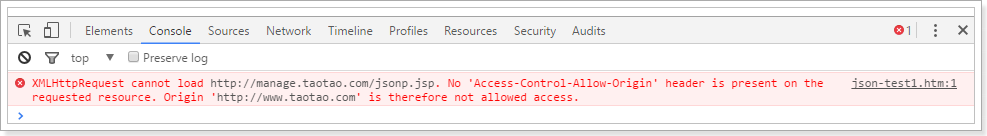 Elements Console Sources Network Timeline Profiles Resources Security Audits 1
top Preserve log
XMLHttpRequest cannot load http://manage.taotao.com/jsonp.jsp. No 'Access-Control-Allow-Origin' header is present on the json-test1.htm:1
requested resource. Origin 'http://www.taotao.com' is therefore not allowed access.